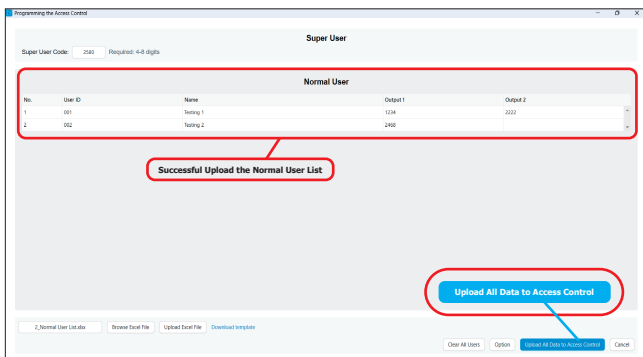 Programming the Access Control
Super User
Super User Code: 2580 Required: 4-8 digits
Normal User
No. User ID Name Output 1 Output 2
1 001 Testing 1 1234 2222
2 002 Testing 2 2468
Successful Upload the Normal User List
Upload All Data to Access Control
2_Normal User List.xlsx Browse Excel File Upload Excel File Download template
Clear All Users Option Upload All Data to Access Control Cancel